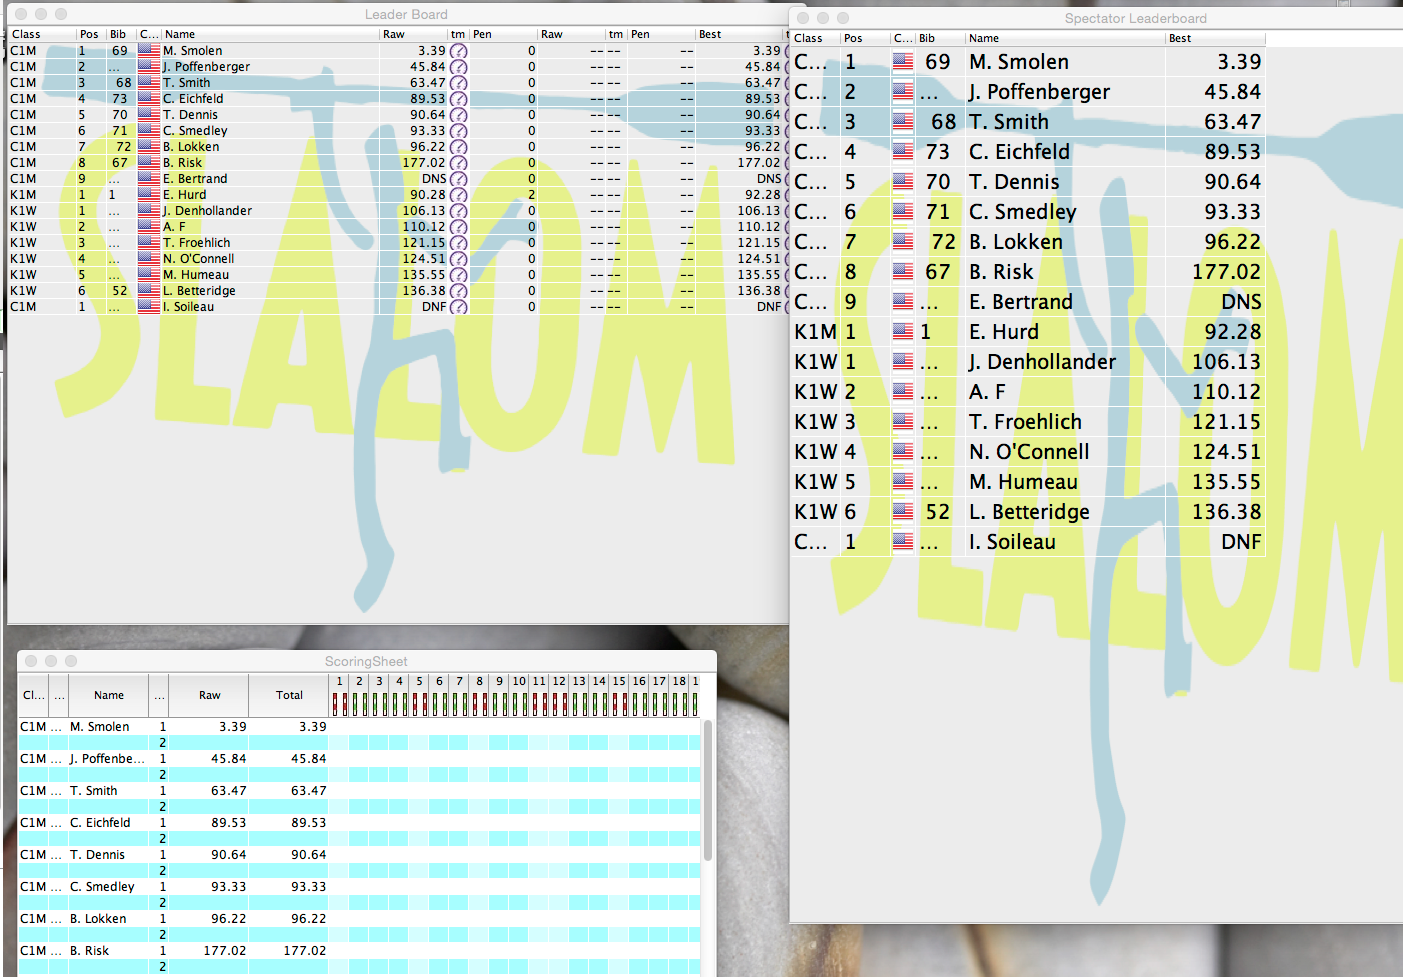 Leader Board
Class Pos Bib C... Name Raw tm Pen Raw tm Pen Best
C1M 1 69 M. Smolen 3.39 0 -- -- -- -- 3.39
C1M 2 ... J. Poffenberger 45.84 0 -- -- -- -- 45.84
C1M 3 68 T. Smith 63.47 0 -- -- -- -- 63.47
C1M 4 73 C. Eichfeld 89.53 0 -- -- -- -- 89.53
C1M 5 70 T. Dennis 90.64 0 -- -- -- -- 90.64
C1M 6 71 C. Smedley 93.33 0 -- -- -- -- 93.33
C1M 7 72 B. Lokken 96.22 0 -- -- -- -- 96.22
C1M 8 67 B. Risk 177.02 0 -- -- -- -- 177.02
C1M 9 ... E. Bertrand DNS 0 -- -- -- -- DNS
K1M 1 1 E. Hurd 90.28 2 -- -- -- -- 92.28
K1W 1 ... J. Denhollander 106.13 0 -- -- -- -- 106.13
K1W 2 ... A. F 110.12 0 -- -- -- -- 110.12
K1W 3 ... T. Froehlich 121.15 0 -- -- -- -- 121.15
K1W 4 ... N. O'Connell 124.51 0 -- -- -- -- 124.51
K1W 5 ... M. Humeau 135.55 0 -- -- -- -- 135.55
K1W 6 52 L. Betteridge 136.38 0 -- -- -- -- 136.38
C1M 1 ... I. Soileau DNF 0 -- -- -- -- DNF
SLALOM
Spectator Leaderboard
Class Pos C... Bib Name Best
C... 1 69 M. Smolen 3.39
C... 2 ... J. Poffenberger 45.84
C... 3 68 T. Smith 63.47
C... 4 73 C. Eichfeld 89.53
C... 5 70 T. Dennis 90.64
C... 6 71 C. Smedley 93.33
C... 7 72 B. Lokken 96.22
C... 8 67 B. Risk 177.02
C... 9 ... E. Bertrand DNS
K1M 1 1 E. Hurd 92.28
K1W 1 ... J. Denhollander 106.13
K1W 2 ... A. F 110.12
K1W 3 ... T. Froehlich 121.15
K1W 4 ... N. O'Connell 124.51
K1W 5 ... M. Humeau 135.55
K1W 6 52 L. Betteridge 136.38
C... 1 ... I. Soileau DNF
SLALOM
ScoringSheet
Cl... ... Name ... Raw Total 1 2 3 4 5 6 7 8 9 10 11 12 13 14 15 16 17 18 1
C1M ... M. Smolen 1 3.39 3.39
2
C1M ... J. Poffenbe... 1 45.84 45.84
2
C1M ... T. Smith 1 63.47 63.47
2
C1M ... C. Eichfeld 1 89.53 89.53
2
C1M ... T. Dennis 1 90.64 90.64
2
C1M ... C. Smedley 1 93.33 93.33
2
C1M ... B. Lokken 1 96.22 96.22
2
C1M ... B. Risk 1 177.02 177.02
2